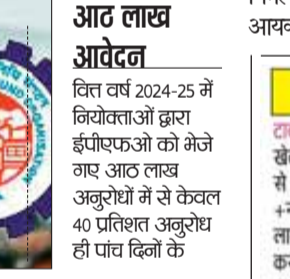 आठ लाख
आवेदन
वित्त वर्ष 2024-25 में
नियोक्ताओं द्वारा
ईपीएफओ को भेजे
गए आठ लाख
अनुरोधों में से केवल
40 प्रतिशत अनुरोध
ही पांच दिनों के